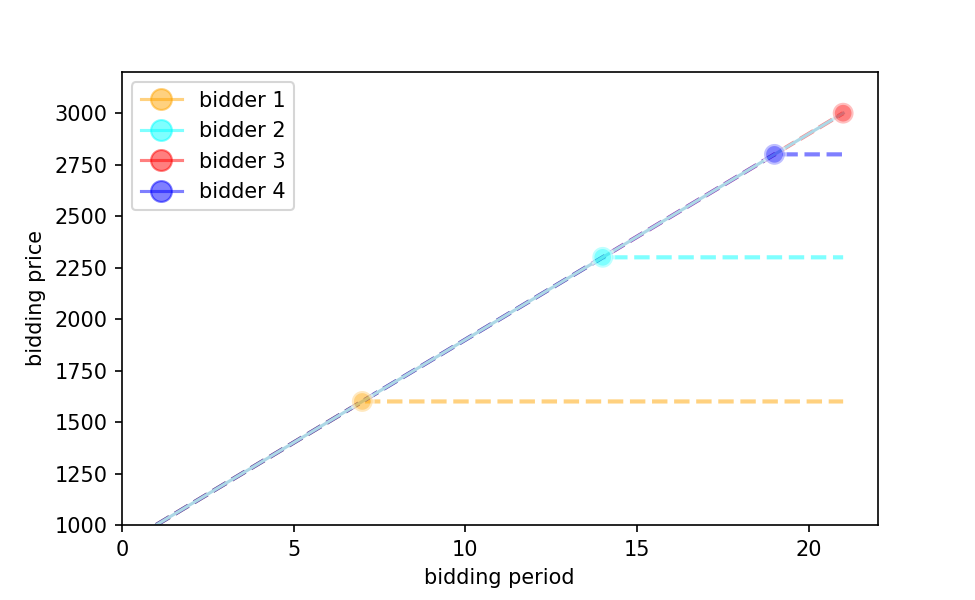 bidder 1
bidder 2
bidder 3
bidder 4
3000
2750
2500
2250
2000
1750
1500
1250
1000
bidding price
0 5 10 15 20
bidding period